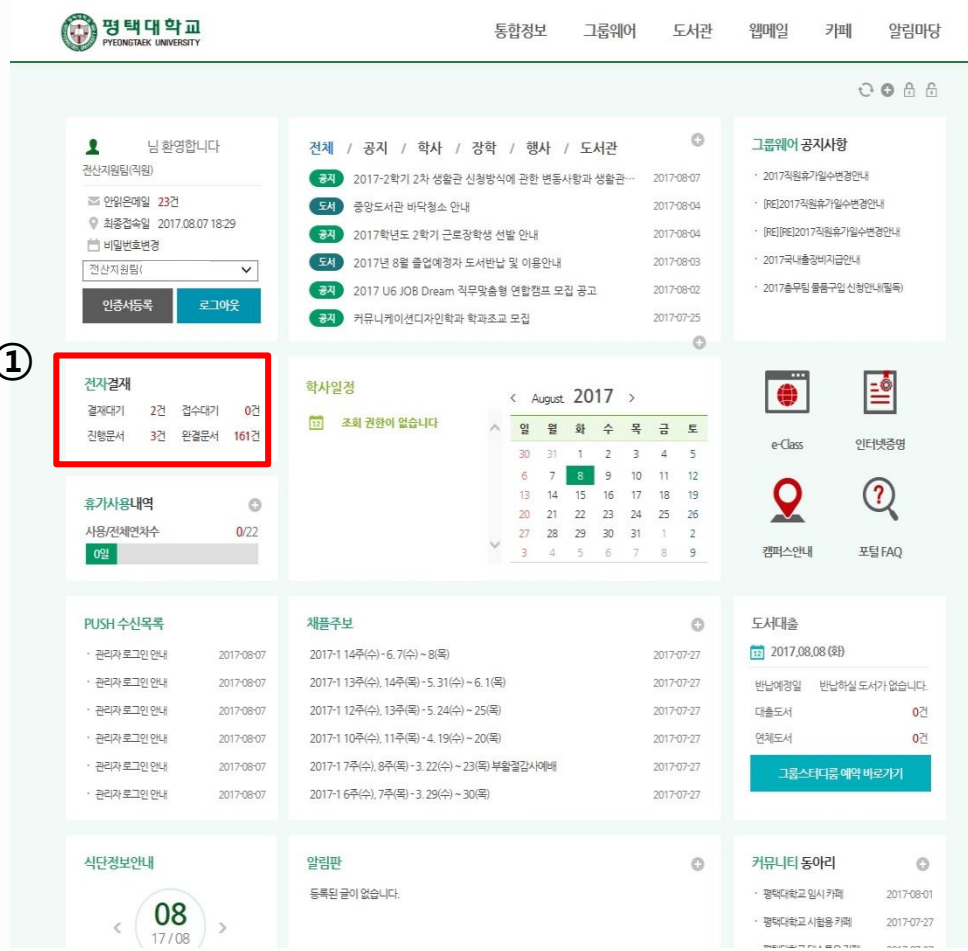 평택대학교
PYEONGTAEK UNIVERSITY
통합정보 그룹웨어 도서관 웹메일 카페 알림마당
님 환영합니다
전산지원팀(직원)
안읽은메일 23건
최종접속일 2017.08.07 18:29
비밀번호변경
전산지원팀(
인증서등록 로그아웃
전체 / 공지 / 학사 / 장학 / 행사 / 도서관
공지 2017-2학기 2차 생활관 신청방식에 관한 변동사항과 생활관… 2017-08-07
도서 중앙도서관 바닥청소 안내 2017-08-04
공지 2017학년도 2학기 근로장학생 선발 안내 2017-08-04
도서 2017년 8월 졸업예정자 도서반납 및 이용안내 2017-08-03
공지 2017 U6 JOB Dream 직무맞춤형 연합캠프 모집 공고 2017-08-02
공지 커뮤니케이션디자인학과 학과조교 모집 2017-07-25
그룹웨어 공지사항
· 2017직원휴가일수변경안내
· [RE]2017직원휴가일수변경안내
· [RE][RE]2017직원휴가일수변경안내
· 2017국내출장비지급안내
· 2017총무팀 물품구입 신청안내(필독)
①
전자결재
결재대기 2건 접수대기 0건
진행문서 3건 완결문서 161건
휴가사용내역
사용/전체연차수 0/22
0일
학사일정
12 조회 권한이 없습니다
< August 2017 >
일 월 화 수 목 금 토
30 31 1 2 3 4 5
6 7 8 9 10 11 12
13 14 15 16 17 18 19
20 21 22 23 24 25 26
27 28 29 30 31 1 2
3 4 5 6 7 8 9
e-Class 인터넷증명
캠퍼스안내 포털 FAQ
PUSH 수신목록
· 관리자 로그인 안내 2017-08-07
· 관리자 로그인 안내 2017-08-07
· 관리자 로그인 안내 2017-08-07
· 관리자 로그인 안내 2017-08-07
· 관리자 로그인 안내 2017-08-07
· 관리자 로그인 안내 2017-08-07
채플주보
2017-1 14주(수) - 6. 7(수) ~ 8(목) 2017-07-27
2017-1 13주(수), 14주(목) - 5. 31(수) ~ 6. 1(목) 2017-07-27
2017-1 12주(수), 13주(목) - 5. 24(수) ~ 25(목) 2017-07-27
2017-1 10주(수), 11주(목) - 4. 19(수) ~ 20(목) 2017-07-27
2017-1 7주(수), 8주(목) - 3. 22(수) ~ 23(목) 부활절감사예배 2017-07-27
2017-1 6주(수), 7주(목) - 3. 29(수) ~ 30(목) 2017-07-27
도서대출
12 2017.08.08 (화)
반납예정일 반납하실 도서가 없습니다.
대출도서 0건
연체도서 0건
그룹스터디룸 예약 바로가기
식단정보안내
< 08 >
17 / 08
알림판
등록된 글이 없습니다.
커뮤니티 동아리
· 평택대학교 임시 카페 2017-08-01
· 평택대학교 시험용 카페 2017-07-27